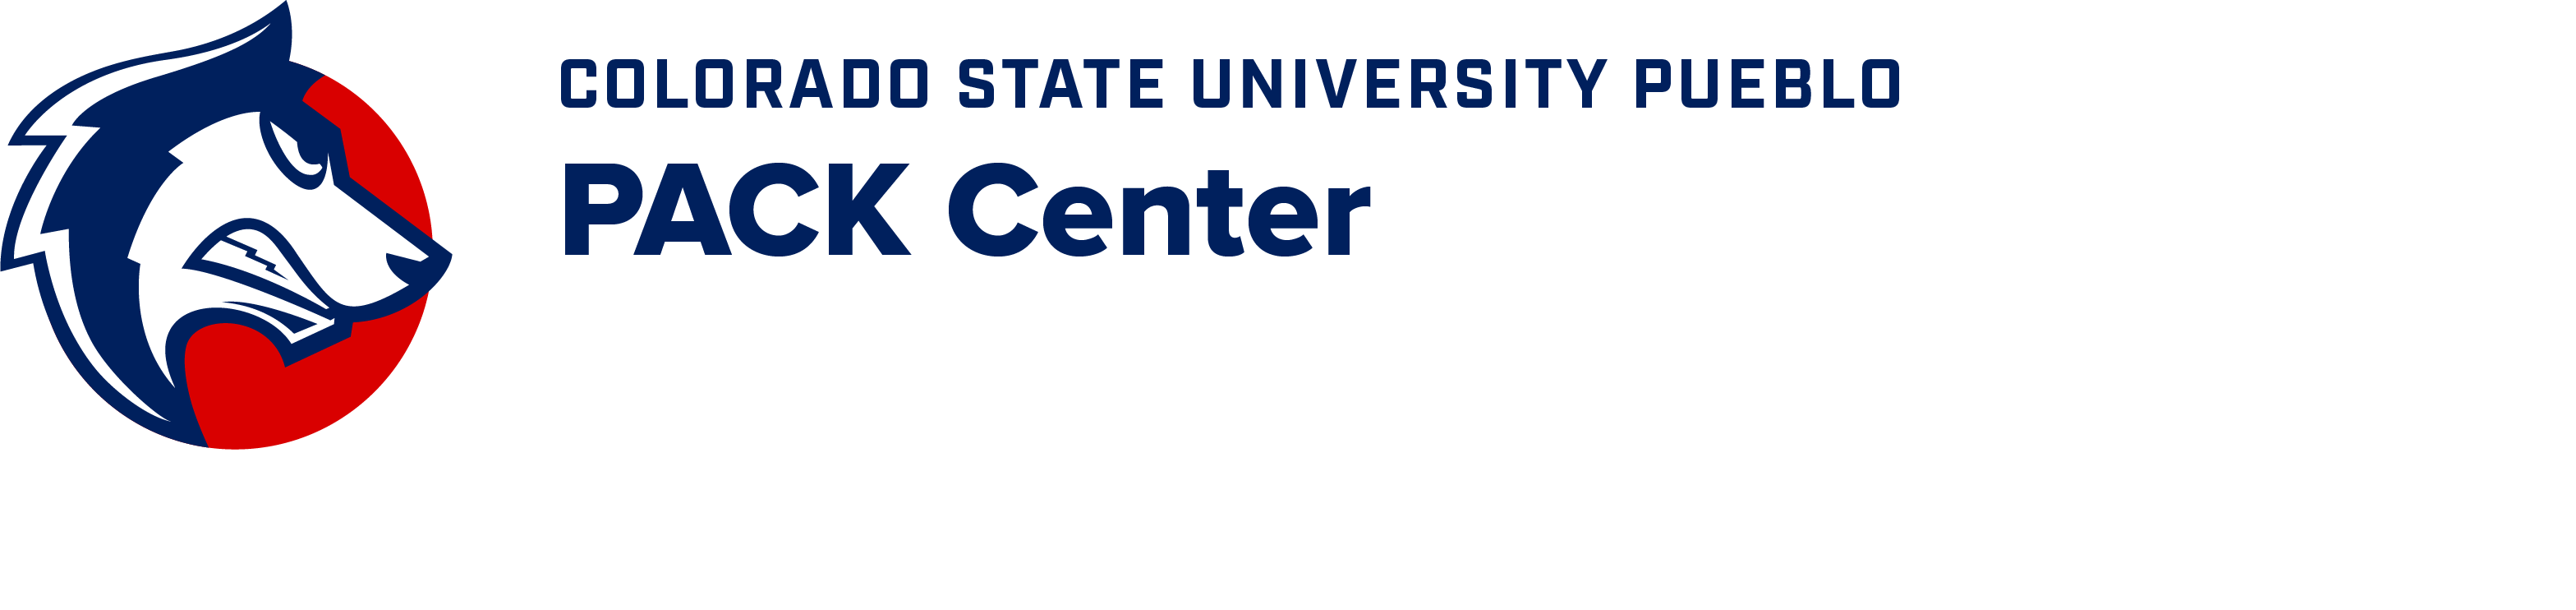 COLORADO STATE UNIVERSITY PUEBLO
PACK Center